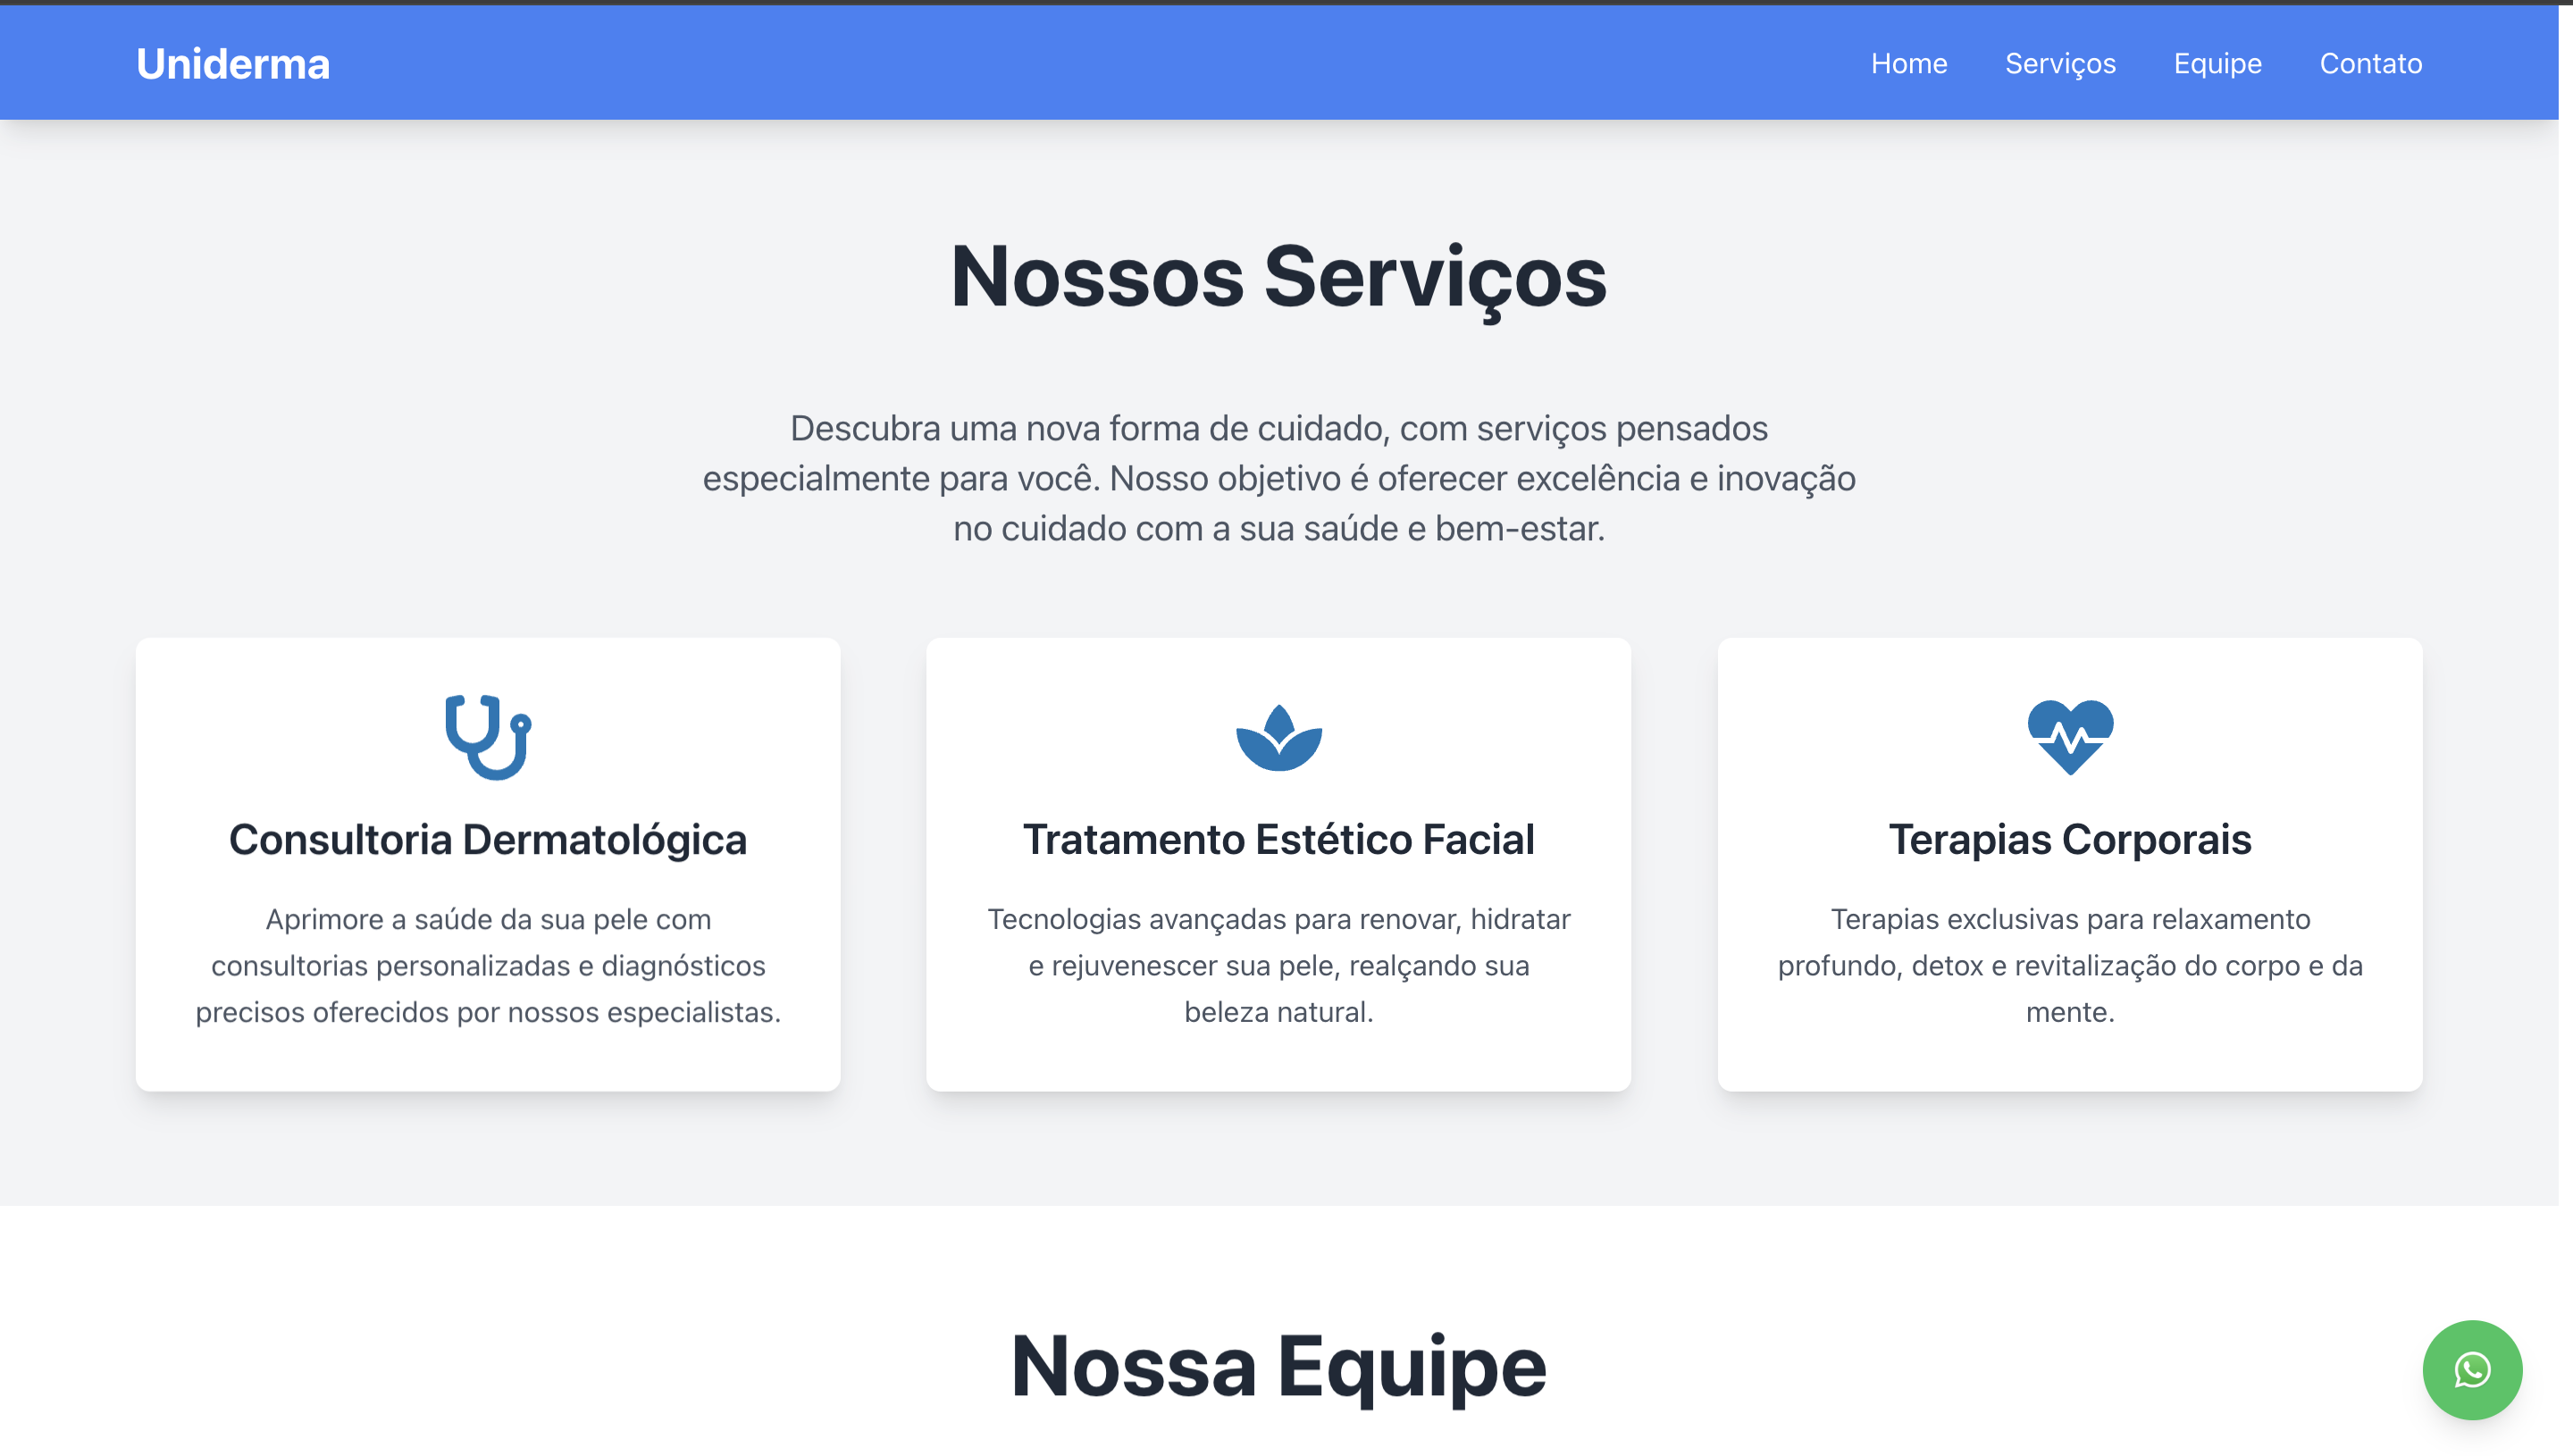 Uniderma
Home Serviços Equipe Contato
Nossos Serviços
Descubra uma nova forma de cuidado, com serviços pensados
especialmente para você. Nosso objetivo é oferecer excelência e inovação
no cuidado com a sua saúde e bem-estar.
Consultoria Dermatológica
Aprimore a saúde da sua pele com
consultorias personalizadas e diagnósticos
precisos oferecidos por nossos especialistas.
Tratamento Estético Facial
Tecnologias avançadas para renovar, hidratar
e rejuvenescer sua pele, realçando sua
beleza natural.
Terapias Corporais
Terapias exclusivas para relaxamento
profundo, detox e revitalização do corpo e da
mente.
Nossa Equipe